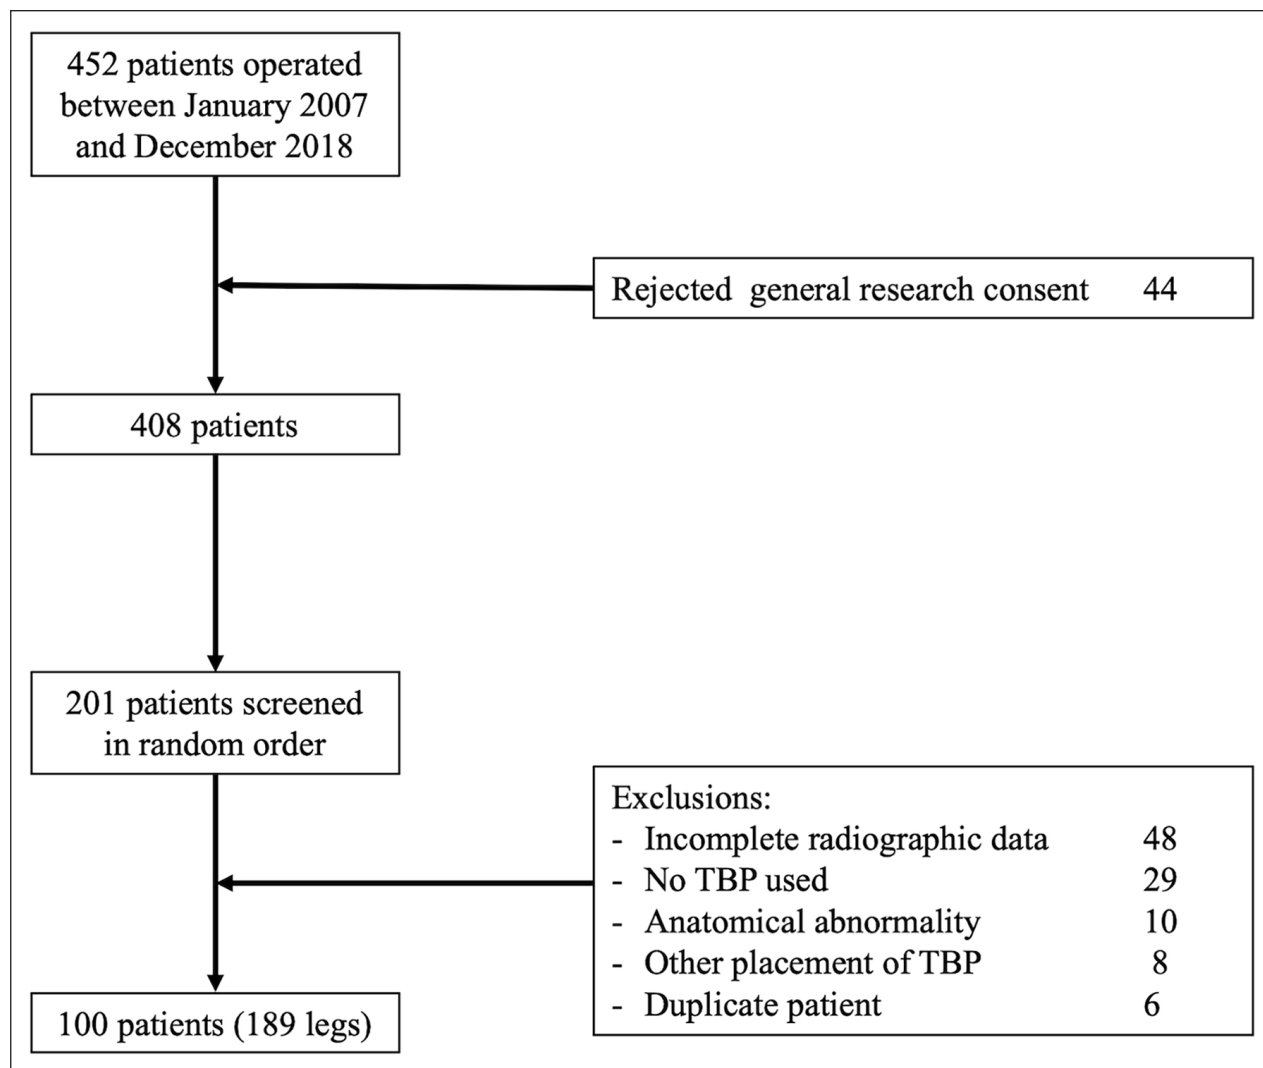 452 patients operated
between January 2007
and December 2018
Rejected general research consent 44
408 patients
201 patients screened
in random order
Exclusions:
- Incomplete radiographic data 48
- No TBP used 29
- Anatomical abnormality 10
- Other placement of TBP 8
- Duplicate patient 6
100 patients (189 legs)